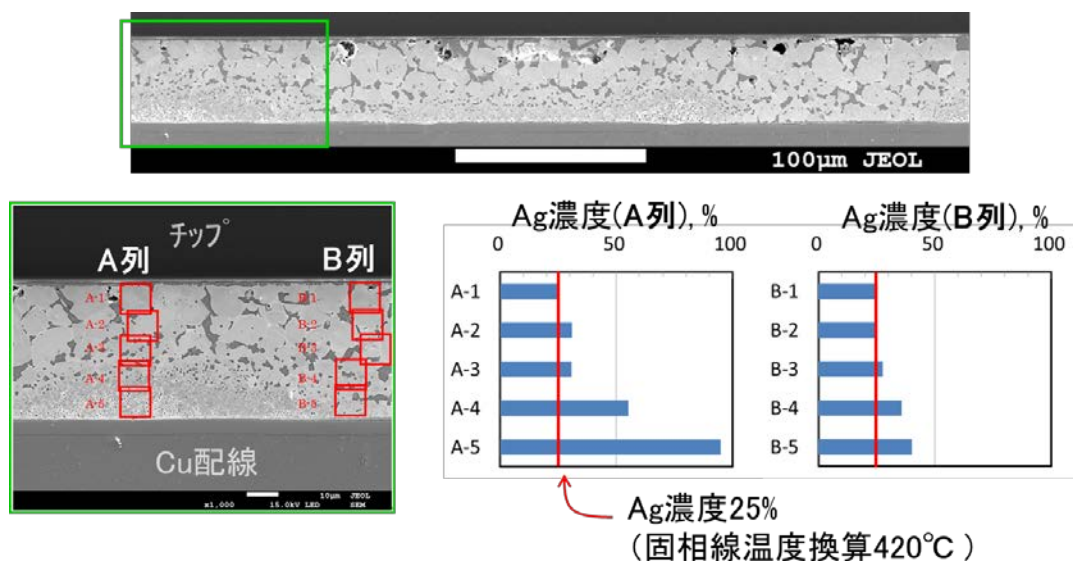 100μm JEOL
チップ
A列
B列
A-1
B-1
A-2
B-2
A-3
B-3
A-4
B-4
A-5
B-5
Cu配線
10μm JEOL
x1,000 15.0kV LED SEM
Ag濃度(A列), %
0 50 100
A-1
A-2
A-3
A-4
A-5
Ag濃度(B列), %
0 50 100
B-1
B-2
B-3
B-4
B-5
Ag濃度25%
(固相線温度換算420℃)